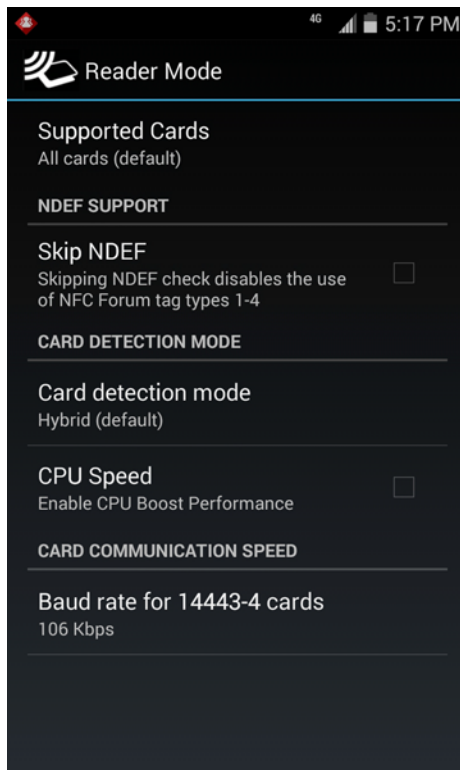 4G 5:17 PM
Reader Mode
Supported Cards
All cards (default)
NDEF SUPPORT
Skip NDEF
Skipping NDEF check disables the use
of NFC Forum tag types 1-4
CARD DETECTION MODE
Card detection mode
Hybrid (default)
CPU Speed
Enable CPU Boost Performance
CARD COMMUNICATION SPEED
Baud rate for 14443-4 cards
106 Kbps